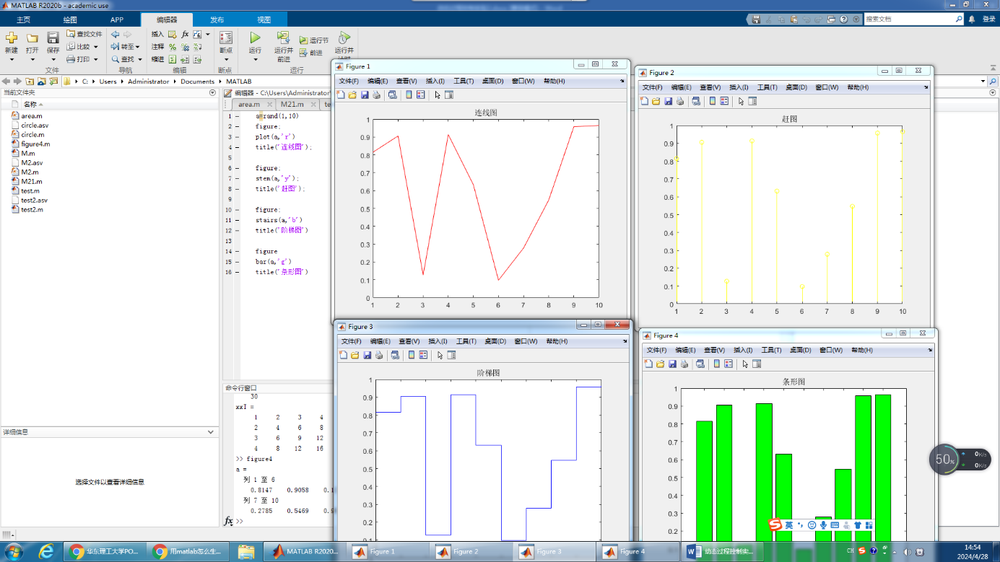 MATLAB R2020b - academic use
主页 绘图 APP 编辑器 发布 视图
搜索文档 登录
新建 打开 保存 查找文件 比较 打印
转至 查找
插入 注释 缩进
断点
运行 运行并前进 运行节 前进 运行并计时
文件 导航 编辑 断点 运行
C: Users Administrator Documents MATLAB
当前文件夹
名称
area.m
circle.asv
circle.m
figure4.m
M.m
M2.asv
M2.m
M21.m
test.m
test2.asv
test2.m
详细信息
选择文件以查看详细信息
编辑器 - C:\Users\Administrator\
area.m M21.m te
1 a=rand(1,10)
2 figure;
3 plot(a,'r')
4 title('连线图');
5
6 figure;
7 stem(a,'y');
8 title('赶图');
9
10 figure;
11 stairs(a,'b')
12 title('阶梯图')
13
14 figure
15 bar(a,'g')
16 title('条形图')
命令行窗口
30
xxI =
1 2 3 4
2 4 6 8
3 6 9 12
4 8 12 16
>> figure4
a =
列 1 至 6
0.8147 0.9058
列 7 至 10
0.2785 0.5469
fx >>
Figure 1
文件(F) 编辑(E) 查看(V) 插入(I) 工具(T) 桌面(D) 窗口(W) 帮助(H)
连线图
1
0.9
0.8
0.7
0.6
0.5
0.4
0.3
0.2
0.1
0
1 2 3 4 5 6 7 8 9 10
Figure 2
文件(F) 编辑(E) 查看(V) 插入(I) 工具(T) 桌面(D) 窗口(W) 帮助(H)
赶图
1
0.9
0.8
0.7
0.6
0.5
0.4
0.3
0.2
0.1
0
1 2 3 4 5 6 7 8 9 10
Figure 3
文件(F) 编辑(E) 查看(V) 插入(I) 工具(T) 桌面(D) 窗口(W) 帮助(H)
阶梯图
1
0.9
0.8
0.7
0.6
0.5
0.4
0.3
0.2
0.1
Figure 4
文件(F) 编辑(E) 查看(V) 插入(I) 工具(T) 桌面(D) 窗口(W) 帮助(H)
条形图
1
0.9
0.8
0.7
0.6
0.5
0.4
0.3
0.2
50%
0K/s
0K/s
英
华东理工大学PO... 用matlab怎么生... MATLAB R2020... Figure 1 Figure 2 Figure 3 Figure 4 动态过程控制实... CH
14:54
2024/4/28